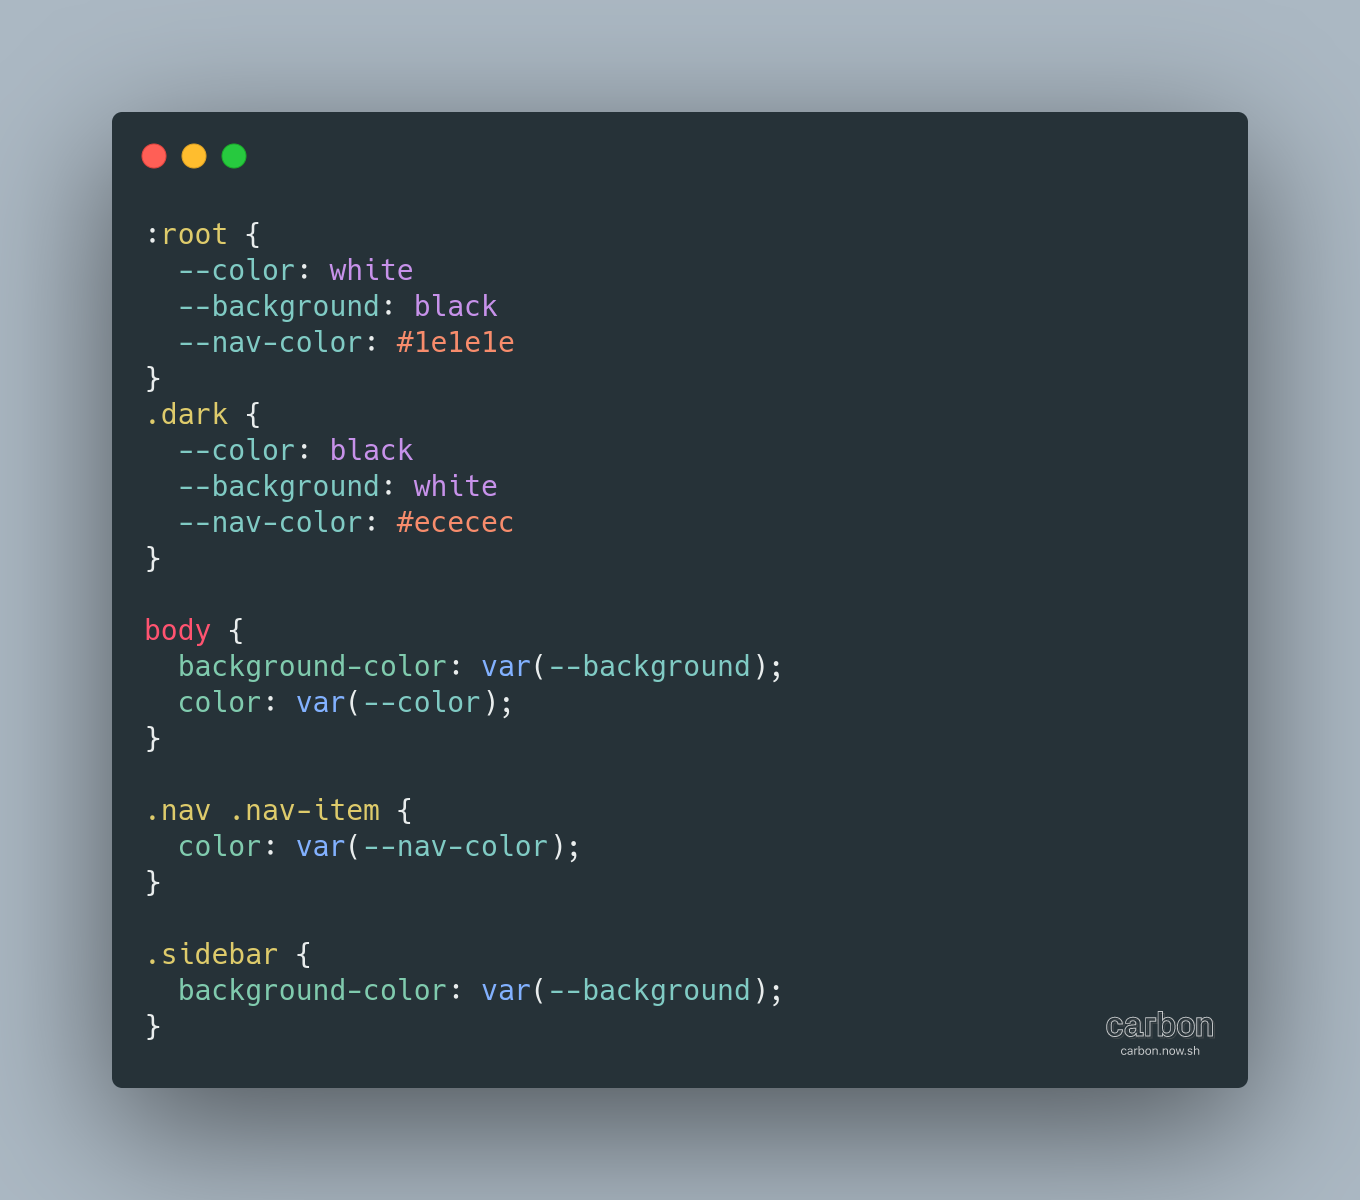 :root {
  --color: white
  --background: black
  --nav-color: #1e1e1e
}
.dark {
  --color: black
  --background: white
  --nav-color: #ececec
}

body {
  background-color: var(--background);
  color: var(--color);
}

.nav .nav-item {
  color: var(--nav-color);
}

.sidebar {
  background-color: var(--background);
}
carbon
carbon.now.sh